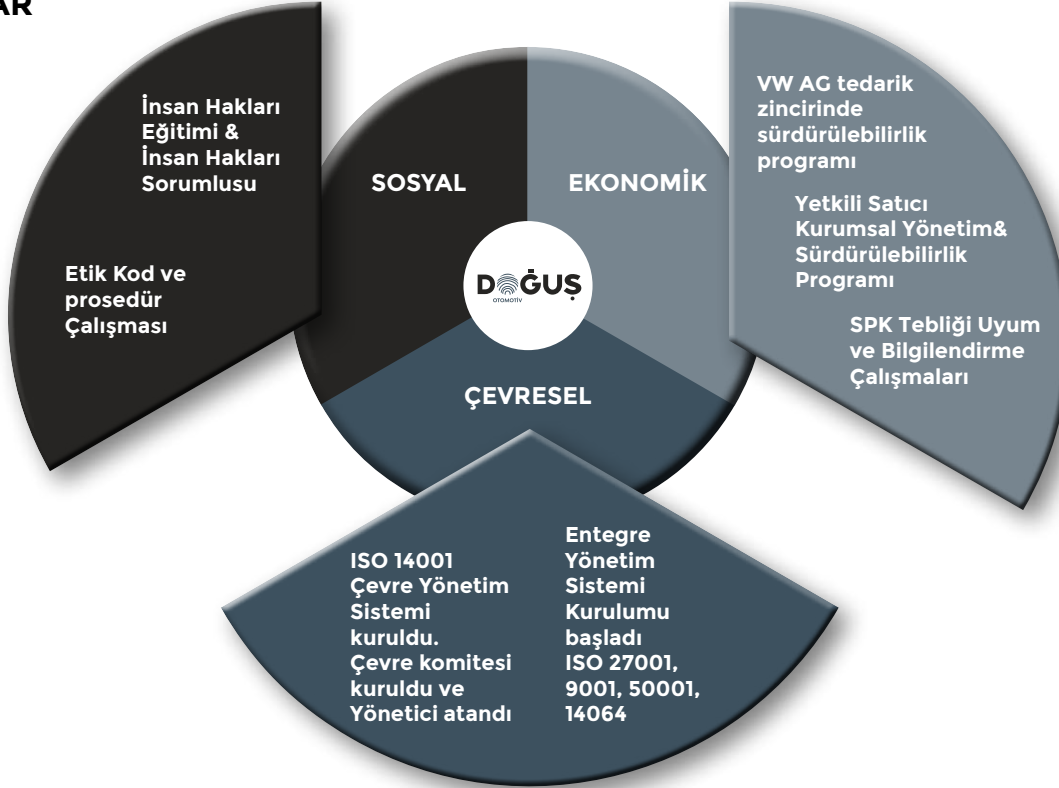 AR
İnsan Hakları
Eğitimi &
İnsan Hakları
Sorumlusu
Etik Kod ve
prosedür
Çalışması
SOSYAL
EKONOMİK
DOĞUŞ
OTOMOTİV
ÇEVRESEL
VW AG tedarik
zincirinde
sürdürülebilirlik
programı
Yetkili Satıcı
Kurumsal Yönetim&
Sürdürülebilirlik
Programı
SPK Tebliği Uyum
ve Bilgilendirme
Çalışmaları
ISO 14001
Çevre Yönetim
Sistemi
kuruldu.
Çevre komitesi
kuruldu ve
Yönetici atandı
Entegre
Yönetim
Sistemi
Kurulumu
başladı
ISO 27001,
9001, 50001,
14064